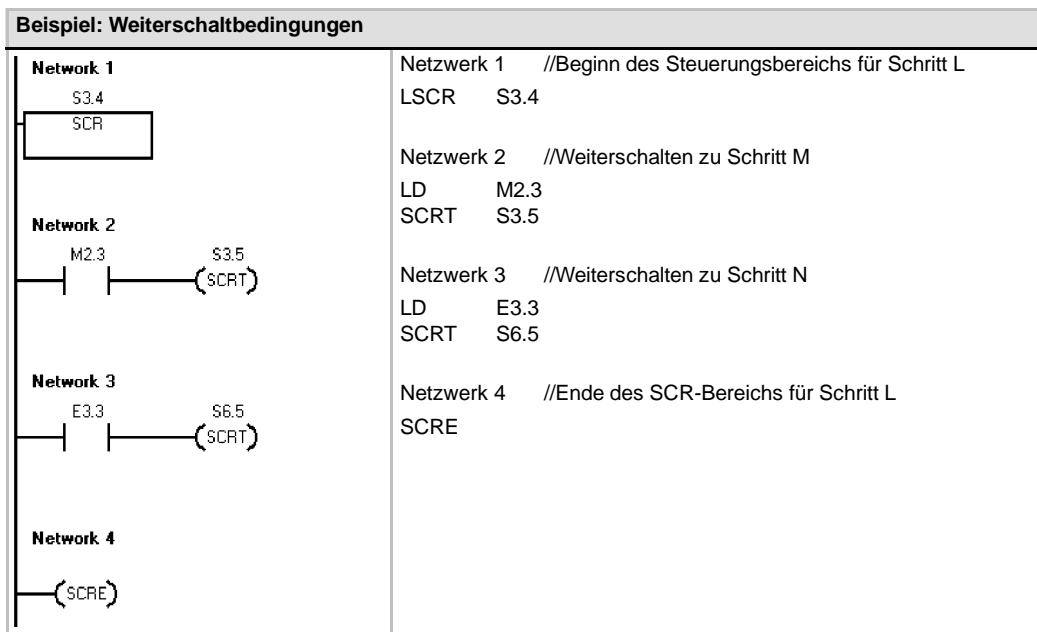 Beispiel: Weiterschaltbedingungen
Network 1
S3.4
SCR
Network 2
M2.3 S3.5
SCRT
Network 3
E3.3 S6.5
SCRT
Network 4
SCRE
Netzwerk 1 //Beginn des Steuerungsbereichs für Schritt L
LSCR S3.4
Netzwerk 2 //Weiterschalten zu Schritt M
LD M2.3
SCRT S3.5
Netzwerk 3 //Weiterschalten zu Schritt N
LD E3.3
SCRT S6.5
Netzwerk 4 //Ende des SCR-Bereichs für Schritt L
SCRE